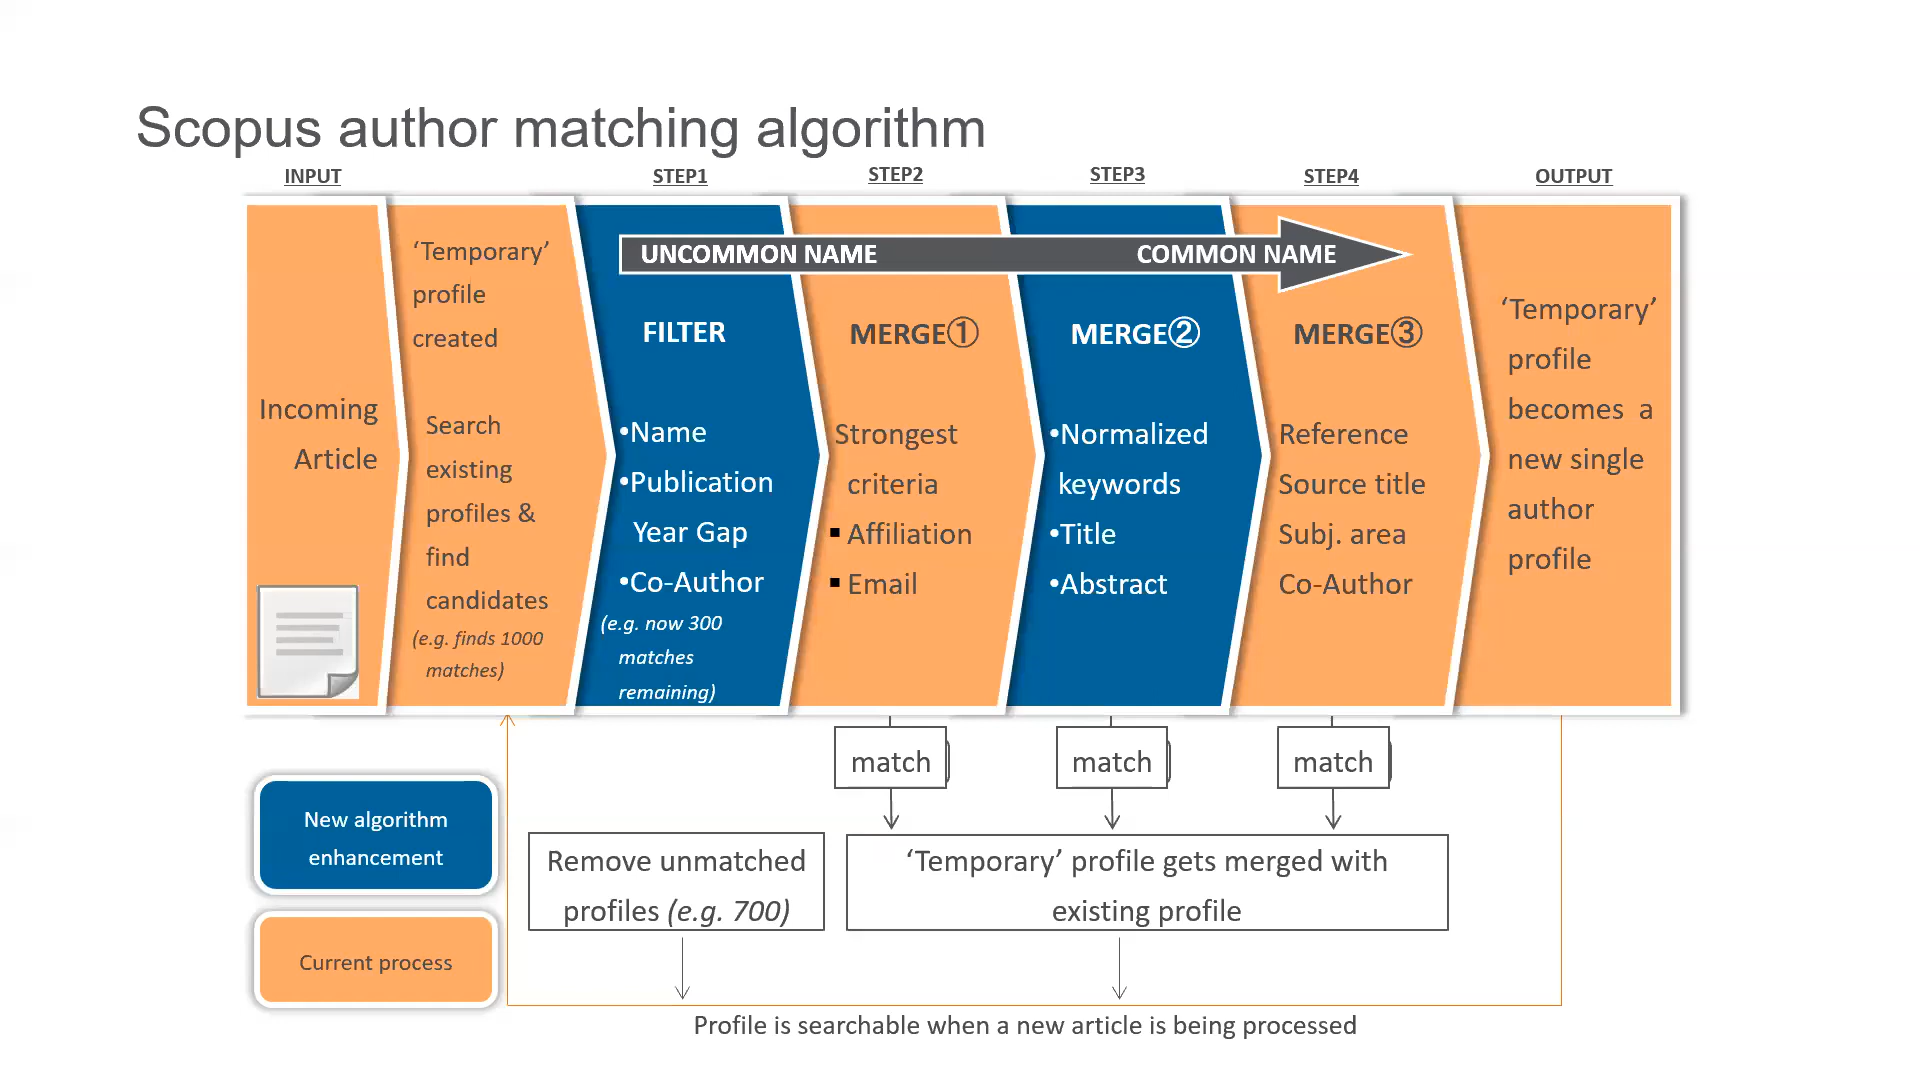 Scopus author matching algorithm
INPUT
STEP1
STEP2
STEP3
STEP4
OUTPUT
UNCOMMON NAME
COMMON NAME
Incoming
Article
‘Temporary’
profile
created
Search
existing
profiles &
find
candidates
(e.g. finds 1000
matches)
FILTER
•Name
•Publication
Year Gap
•Co-Author
(e.g. now 300
matches
remaining)
MERGE①
Strongest
criteria
▪ Affiliation
▪ Email
MERGE②
•Normalized
keywords
•Title
•Abstract
MERGE③
Reference
Source title
Subj. area
Co-Author
‘Temporary’
profile
becomes a
new single
author
profile
match
match
match
New algorithm
enhancement
Current process
Remove unmatched
profiles (e.g. 700)
‘Temporary’ profile gets merged with
existing profile
Profile is searchable when a new article is being processed